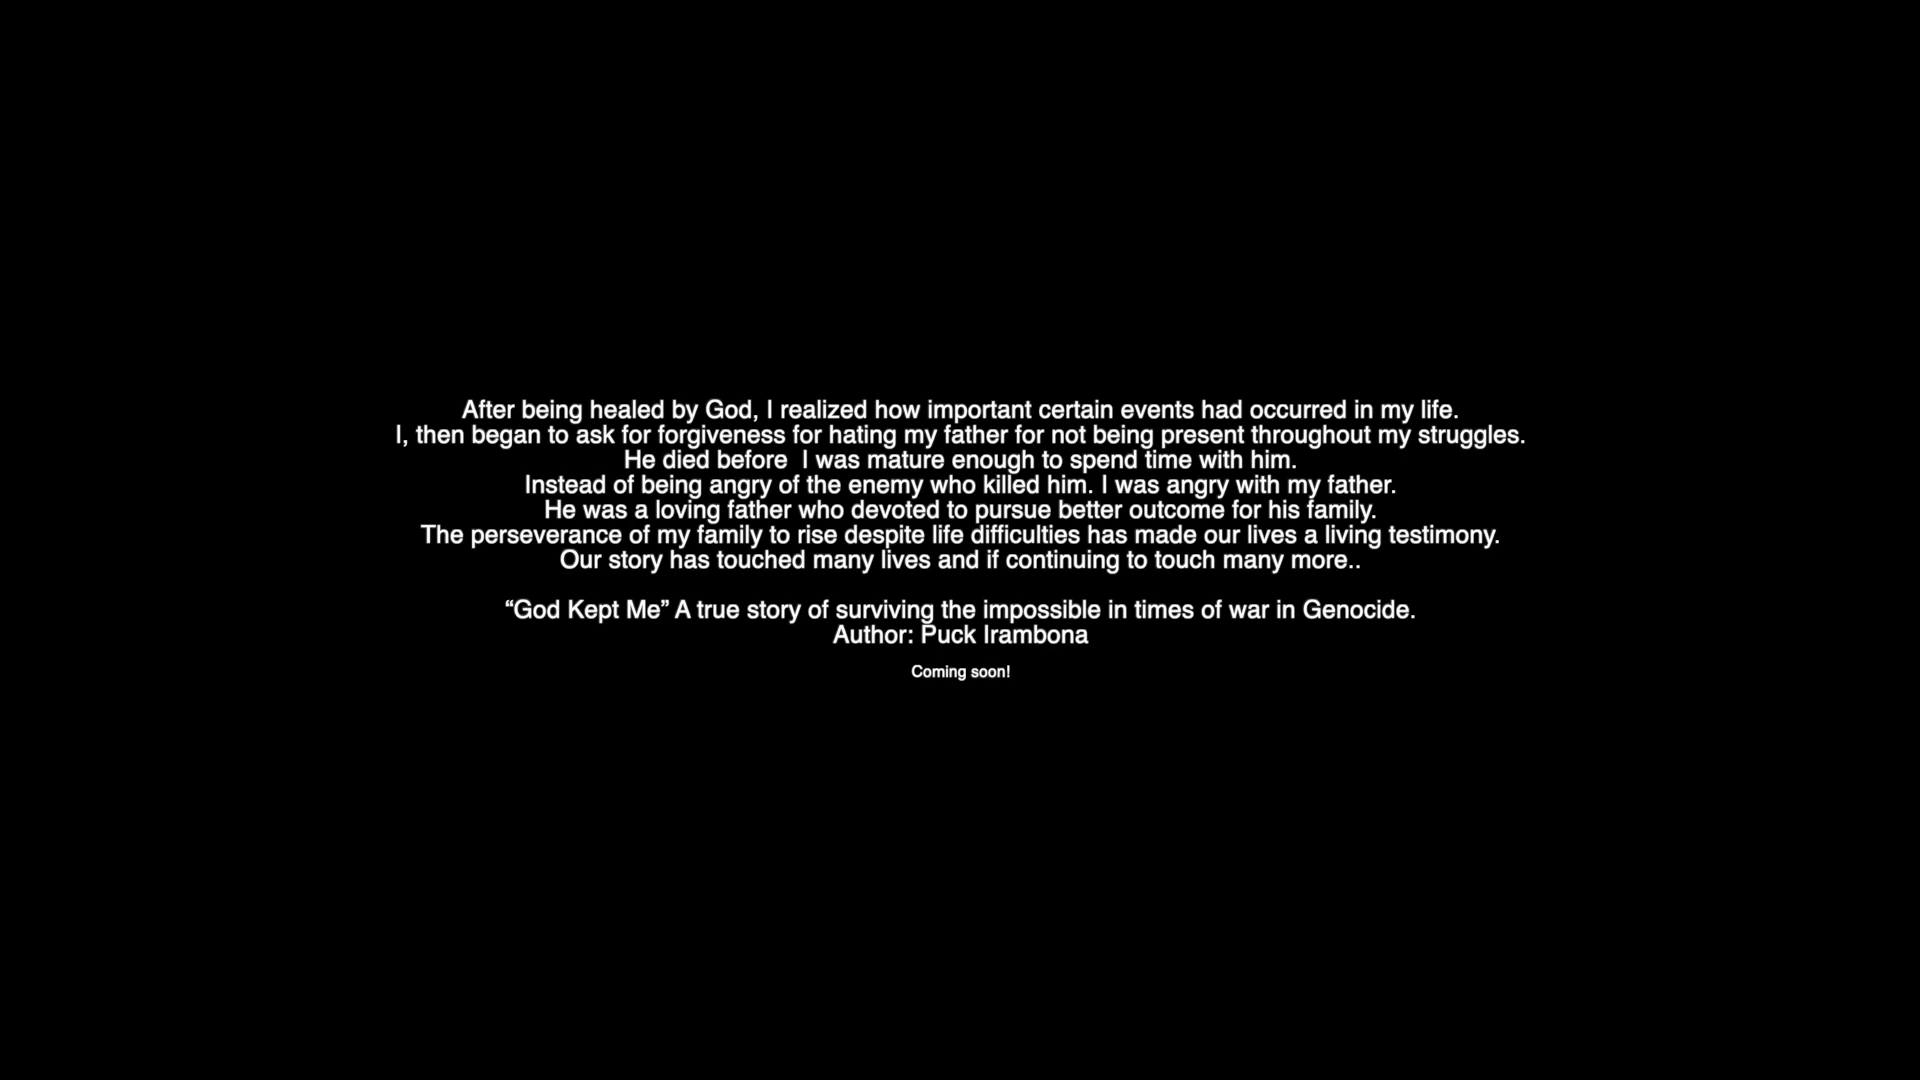 After being healed by God, I realized how important certain events had occurred in my life.
I, then began to ask for forgiveness for hating my father for not being present throughout my struggles.
He died before  I was mature enough to spend time with him.
Instead of being angry of the enemy who killed him. I was angry with my father.
He was a loving father who devoted to pursue better outcome for his family.
The perseverance of my family to rise despite life difficulties has made our lives a living testimony.
Our story has touched many lives and if continuing to touch many more..
“God Kept Me” A true story of surviving the impossible in times of war in Genocide.
Author: Puck Irambona
Coming soon!